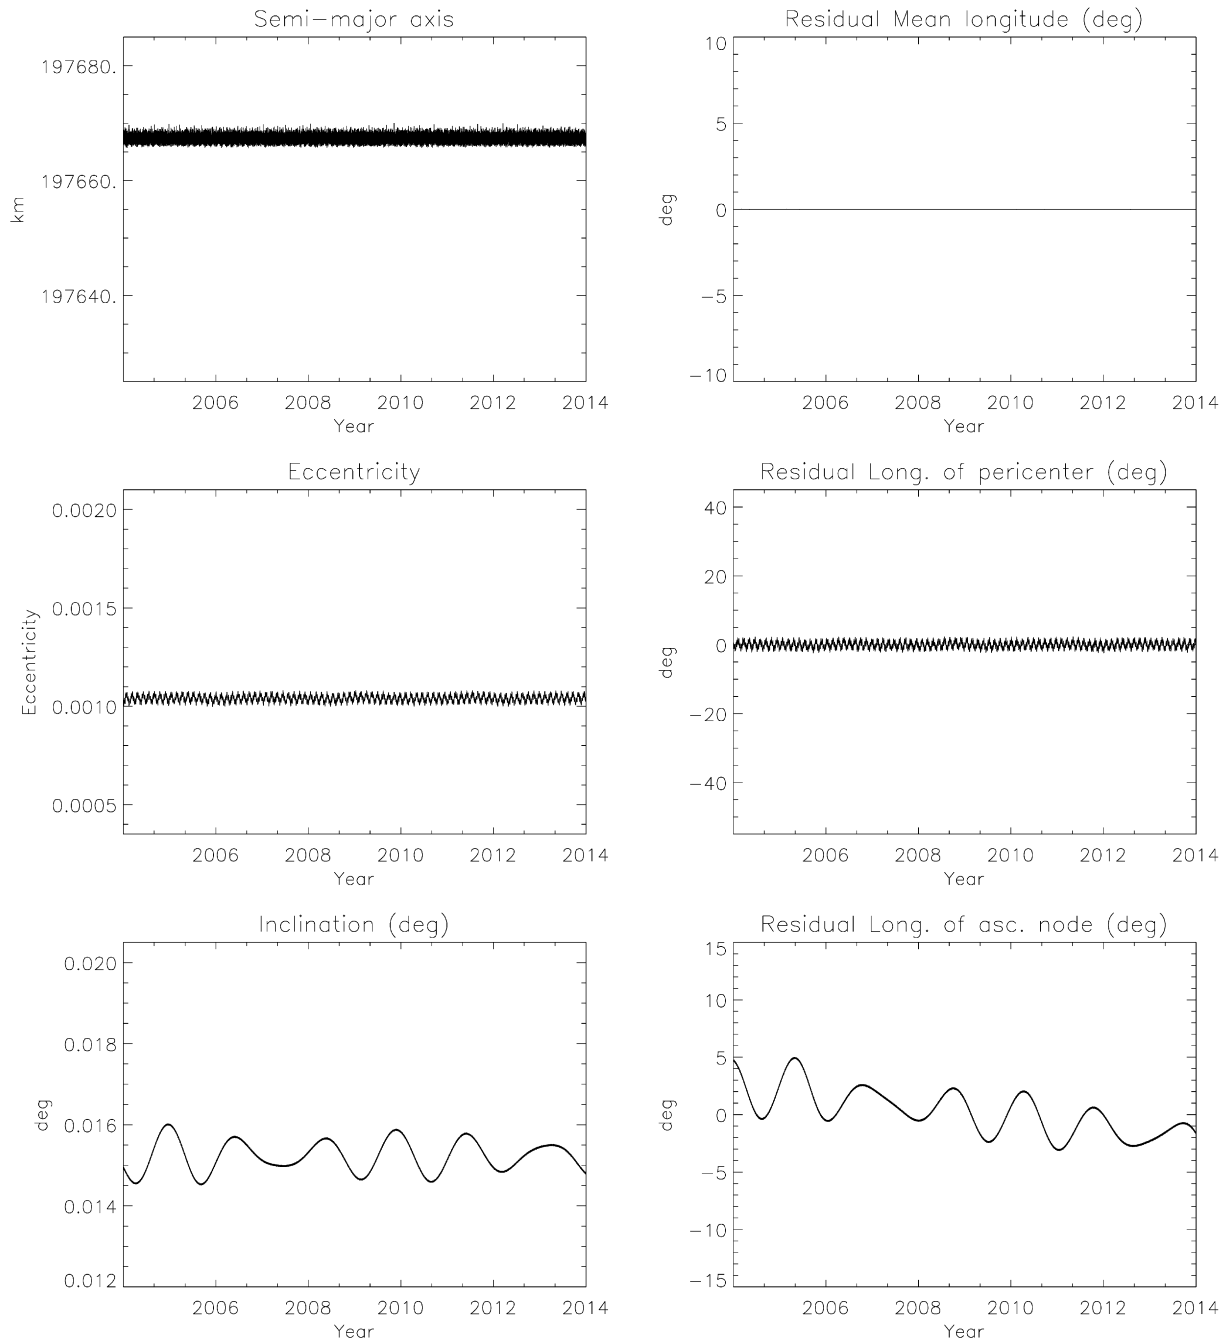 Semi-major axis
197680.
197660.
197640.
km
2006 2008 2010 2012 2014
Year
Residual Mean longitude (deg)
10
5
0
-5
-10
deg
2006 2008 2010 2012 2014
Year
Eccentricity
0.0020
0.0015
0.0010
0.0005
Eccentricity
2006 2008 2010 2012 2014
Year
Residual Long. of pericenter (deg)
40
20
0
-20
-40
deg
2006 2008 2010 2012 2014
Year
Inclination (deg)
0.020
0.018
0.016
0.014
0.012
deg
2006 2008 2010 2012 2014
Year
Residual Long. of asc. node (deg)
15
10
5
0
-5
-10
-15
deg
2006 2008 2010 2012 2014
Year